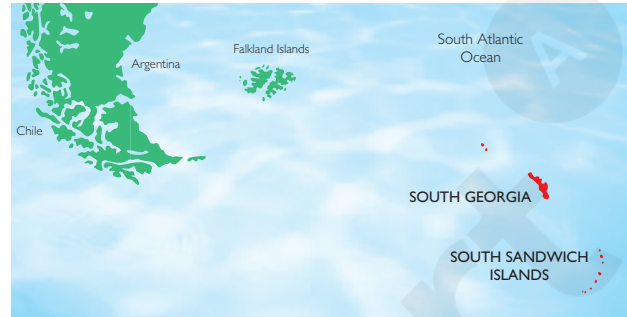 Falkland Islands
South Atlantic
Ocean
Argentina
Chile
SOUTH GEORGIA
SOUTH SANDWICH
ISLANDS